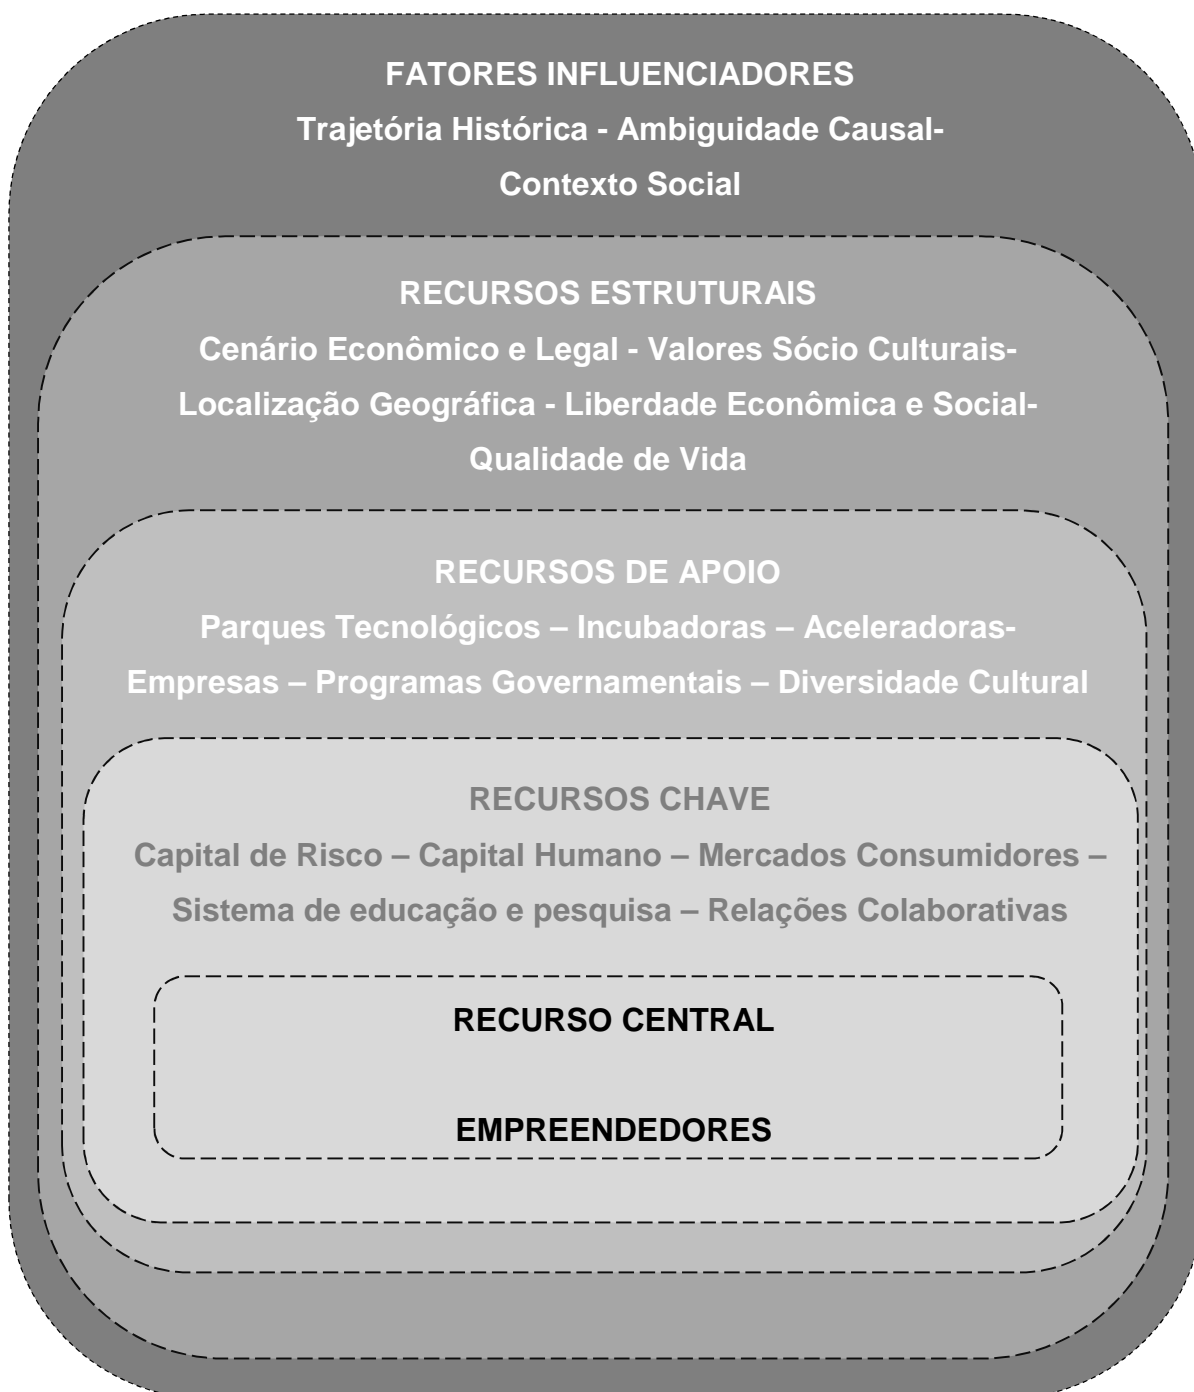 FATORES INFLUENCIADORES
Trajetória Histórica - Ambiguidade Causal-
Contexto Social
RECURSOS ESTRUTURAIS
Cenário Econômico e Legal - Valores Sócio Culturais-
Localização Geográfica - Liberdade Econômica e Social-
Qualidade de Vida
RECURSOS DE APOIO
Parques Tecnológicos – Incubadoras – Aceleradoras-
Empresas – Programas Governamentais – Diversidade Cultural
RECURSOS CHAVE
Capital de Risco – Capital Humano – Mercados Consumidores –
Sistema de educação e pesquisa – Relações Colaborativas
RECURSO CENTRAL
EMPREENDEDORES